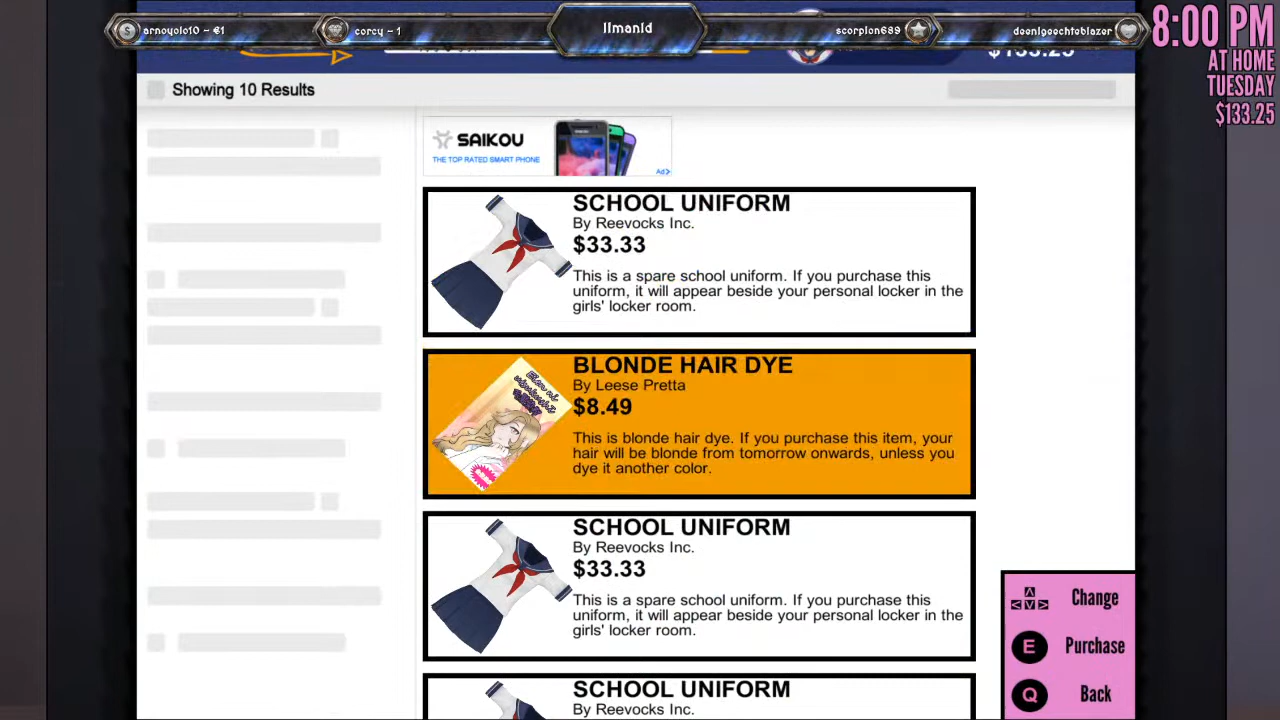 arnoyolo10 - €1
corcy - 1
limanId
scorpion689
deenigeechteblazer
8:00 PM
AT HOME
TUESDAY
$133.25
$133.25
Showing 10 Results
SAIKOU
THE TOP RATED SMART PHONE
Ad>
SCHOOL UNIFORM
By Reevocks Inc.
$33.33
This is a spare school uniform. If you purchase this
uniform, it will appear beside your personal locker in the
girls' locker room.
BLONDE HAIR DYE
By Leese Pretta
$8.49
This is blonde hair dye. If you purchase this item, your
hair will be blonde from tomorrow onwards, unless you
dye it another color.
SCHOOL UNIFORM
By Reevocks Inc.
$33.33
This is a spare school uniform. If you purchase this
uniform, it will appear beside your personal locker in the
girls' locker room.
SCHOOL UNIFORM
By Reevocks Inc.
Change
E Purchase
Q Back